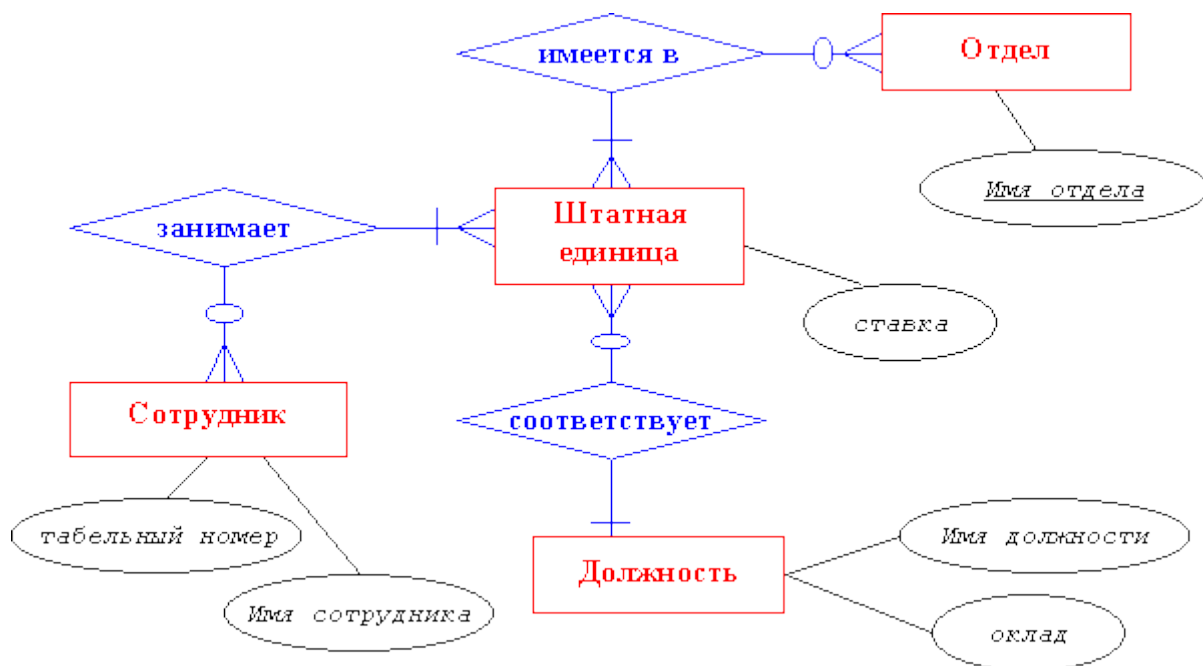 имеется в
Отдел
Имя отдела
занимает
Штатная
единица
ставка
Сотрудник
соответствует
табельный номер
Имя сотрудника
Должность
Имя должности
оклад